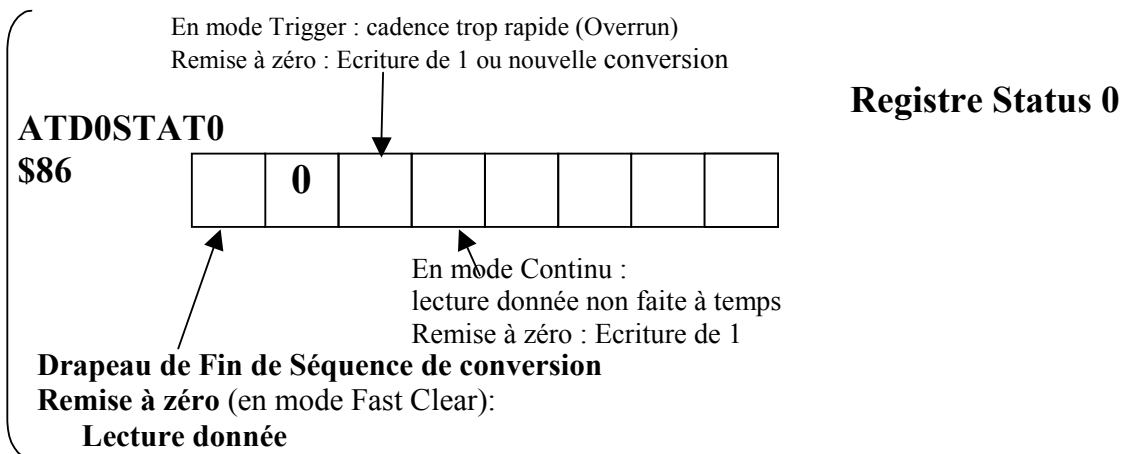 En mode Trigger : cadence trop rapide (Overrun)
Remise à zéro : Ecriture de 1 ou nouvelle conversion
Registre Status 0
ATD0STAT0
$86
0
En mode Continu :
lecture donnée non faite à temps
Remise à zéro : Ecriture de 1
Drapeau de Fin de Séquence de conversion
Remise à zéro (en mode Fast Clear):
Lecture donnée